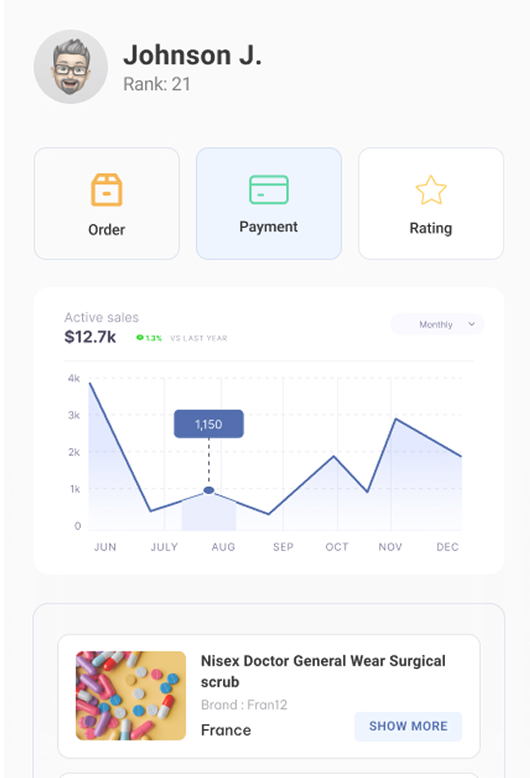 Johnson J.
Rank: 21
Order
Payment
Rating
Active sales
Monthly
$12.7k 1.3% VS LAST YEAR
4k
3k
1,150
2k
1k
0
JUN JULY AUG SEP OCT NOV DEC
Nisex Doctor General Wear Surgical
scrub
Brand : Fran12
France
SHOW MORE